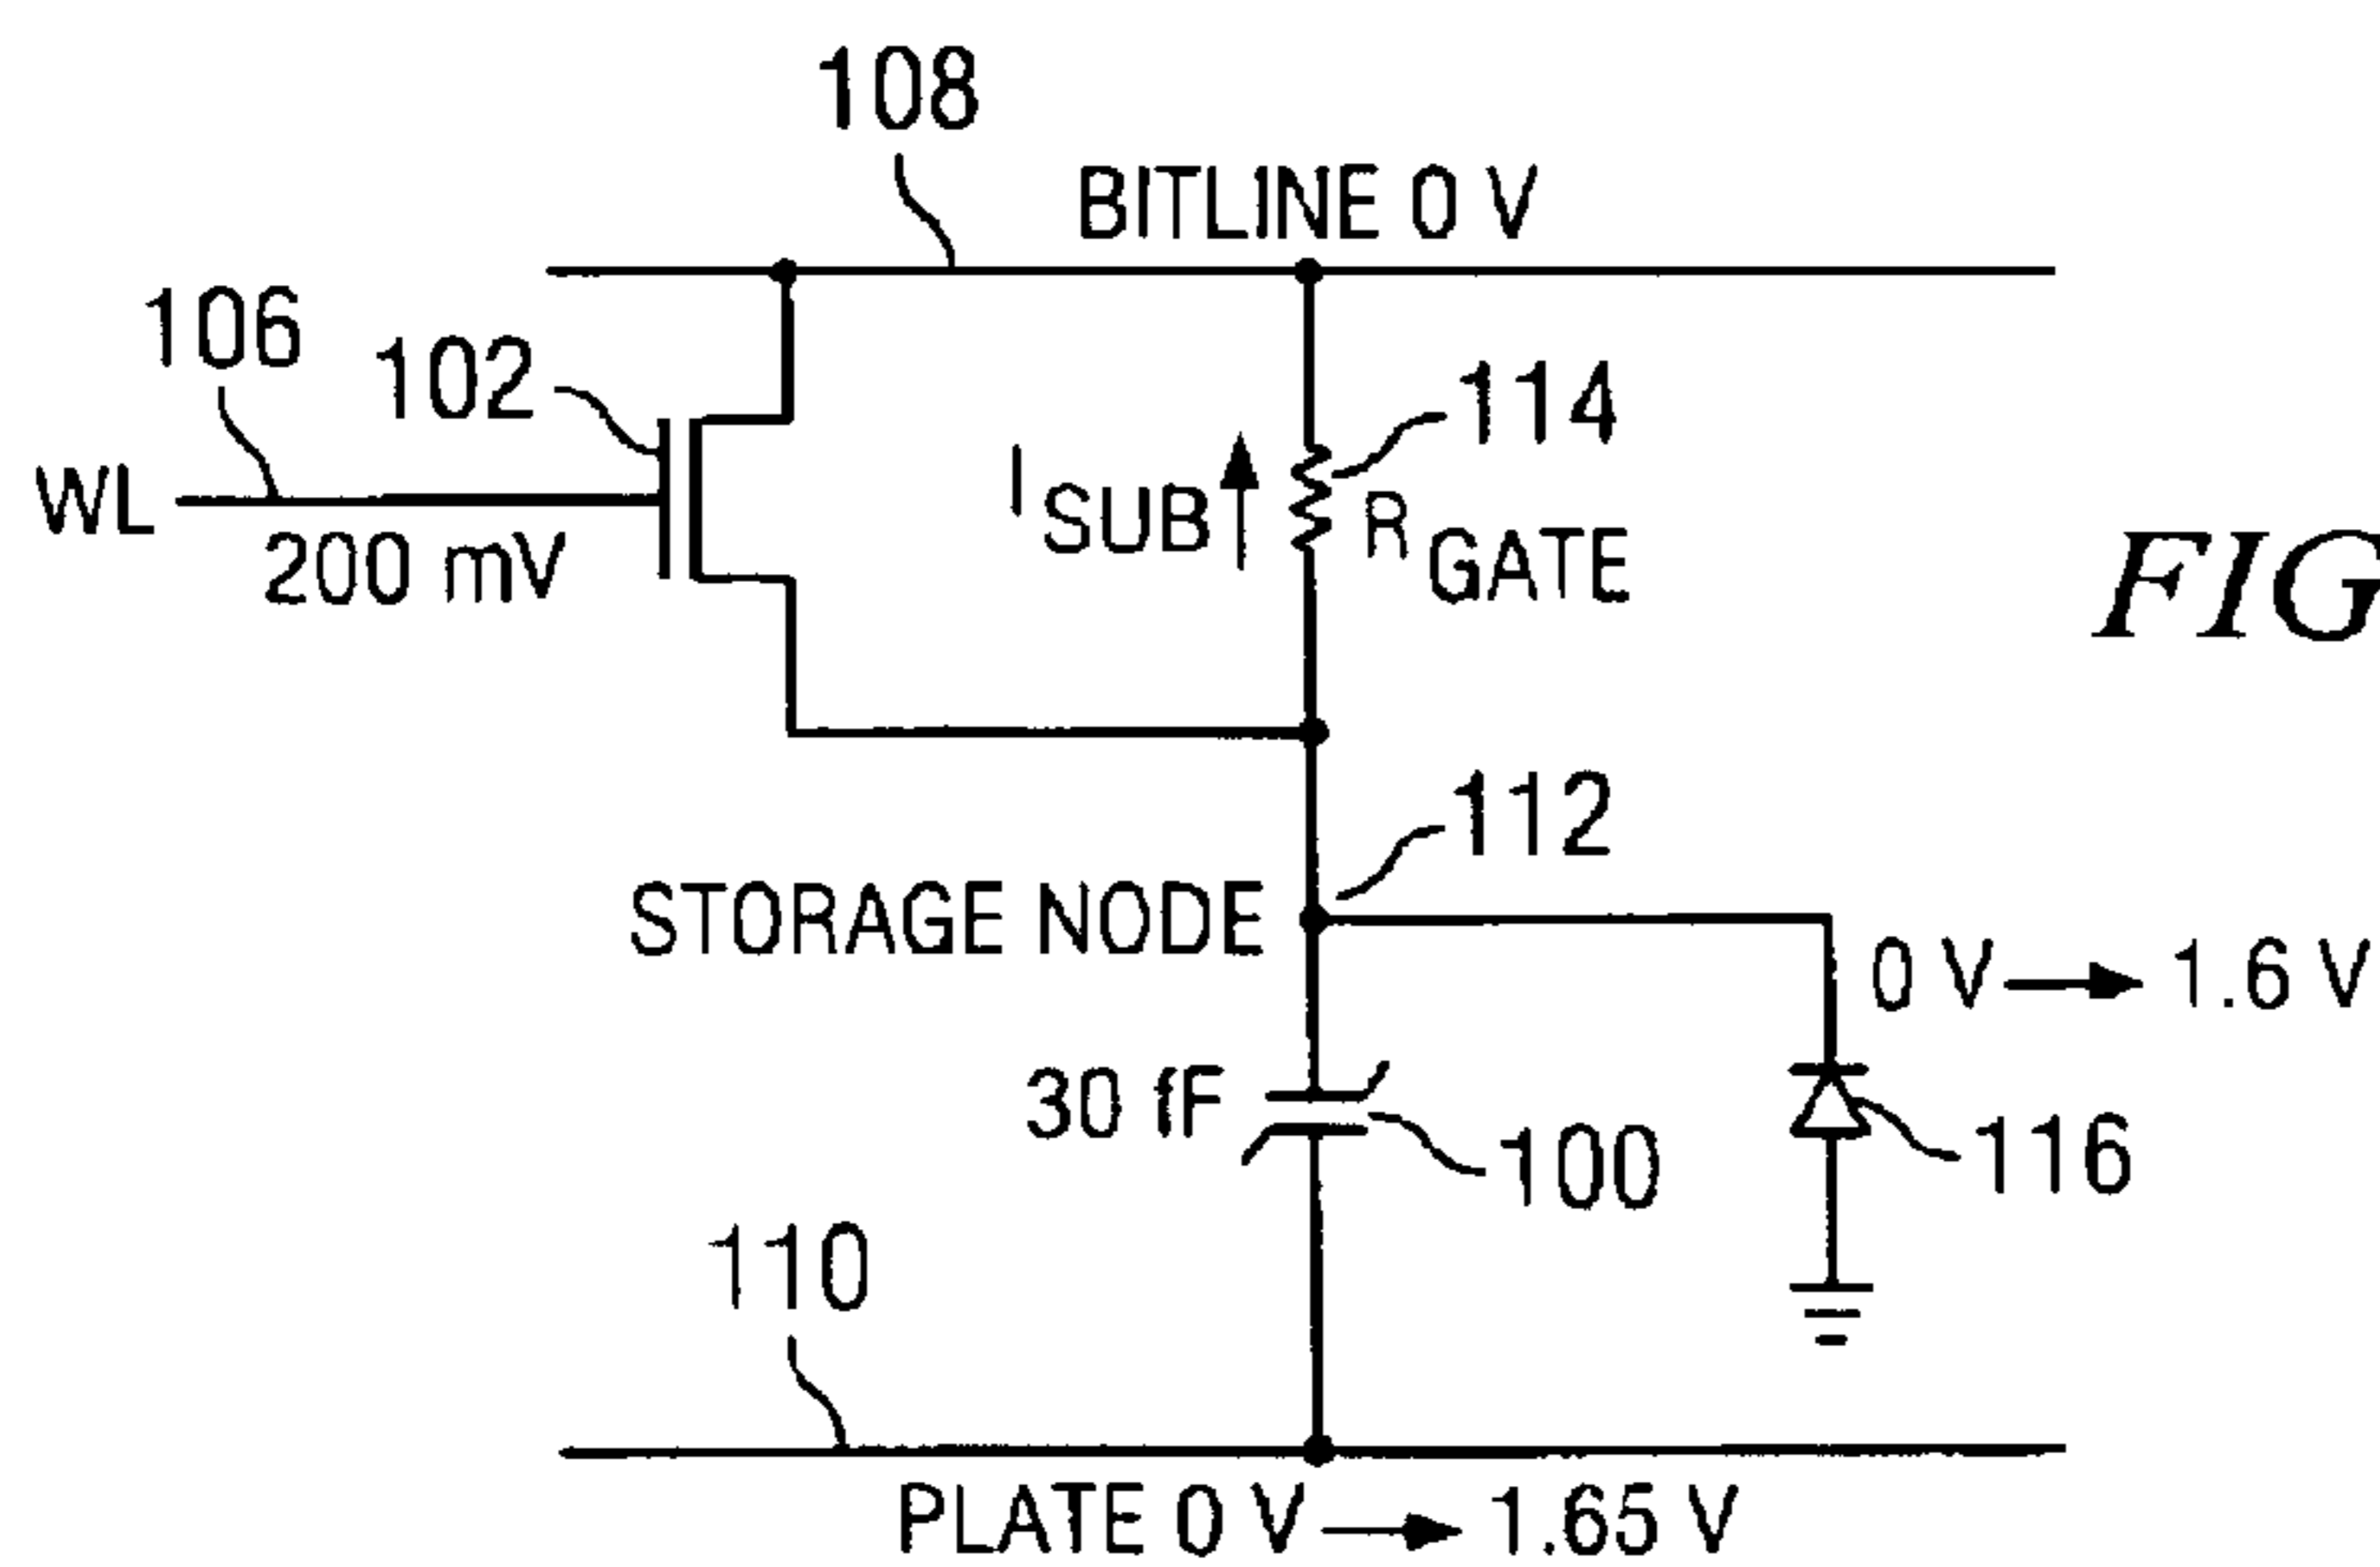 108
BITLINE 0 V
106
102
114
WL
200 mV
I SUB
R GATE
FIG
112
STORAGE NODE
0 V → 1.6 V
30 fF
100
116
110
PLATE 0 V → 1.65 V